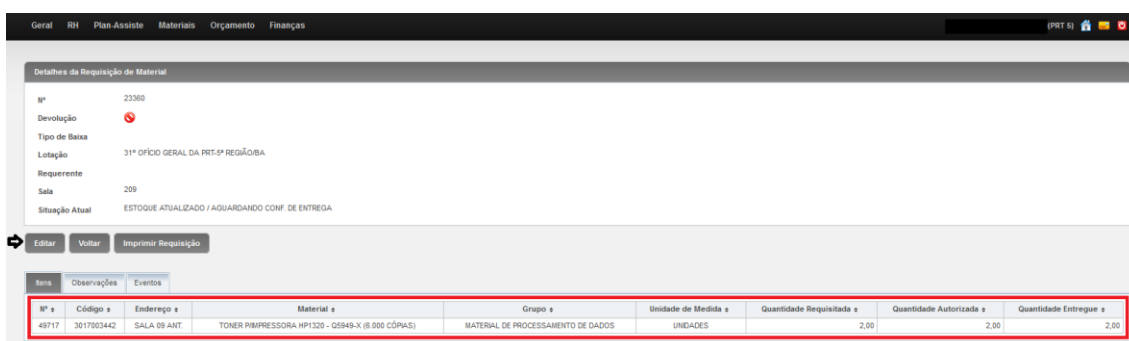 Geral RH Plan-Assiste Materiais Orçamento Finanças (PRT 5)
Detalhes da Requisição de Material
Nº 23360
Devolução
Tipo de Baixa
Lotação 31º OFÍCIO GERAL DA PRT-5ª REGIÃO/BA
Requerente
Sala 209
Situação Atual ESTOQUE ATUALIZADO / AGUARDANDO CONF. DE ENTREGA
Editar Voltar Imprimir Requisição
Itens Observações Eventos
Nº Código Endereço Material Grupo Unidade de Medida Quantidade Requisitada Quantidade Autorizada Quantidade Entregue
49717 3017003442 SALA 09 ANT. TONER P/IMPRESSORA HP1320 - Q5949-X (6.000 CÓPIAS) MATERIAL DE PROCESSAMENTO DE DADOS UNIDADES 2,00 2,00 2,00